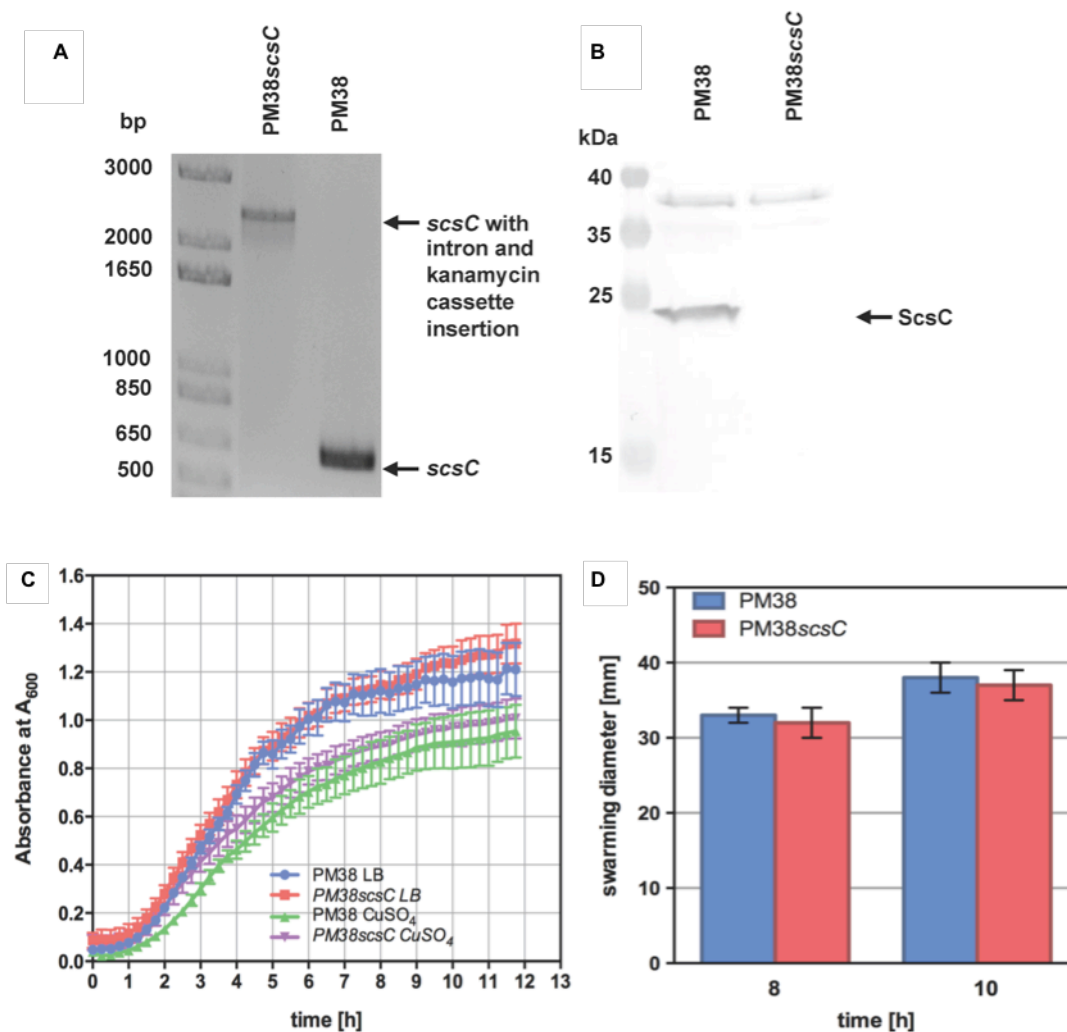 A
PM38scsC
PM38
bp
3000
2000
1650
1000
850
650
500
scsC with
intron and
kanamycin
cassette
insertion
scsC
B
PM38
PM38scsC
kDa
40
35
25
15
ScsC
C
Absorbance at A600
1.6
1.4
1.2
1.0
0.8
0.6
0.4
0.2
0.0
PM38 LB
PM38scsC LB
PM38 CuSO4
PM38scsC CuSO4
0 1 2 3 4 5 6 7 8 9 10 11 12 13
time [h]
D
swarming diameter [mm]
50
40
30
20
10
0
PM38
PM38scsC
8 10
time [h]